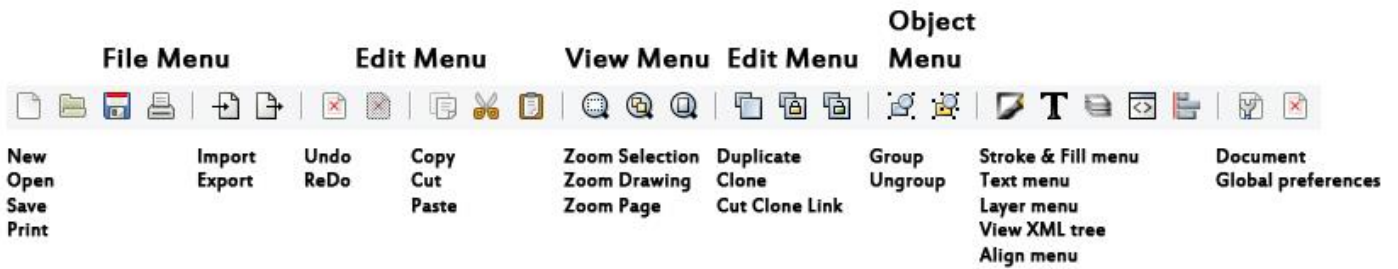 Object
File Menu Edit Menu View Menu Edit Menu Menu
T
New Import Undo Copy Zoom Selection Duplicate Group Stroke & Fill menu Document
Open Export ReDo Cut Zoom Drawing Clone Ungroup Text menu Global preferences
Save Paste Zoom Page Cut Clone Link Layer menu
Print View XML tree
Align menu